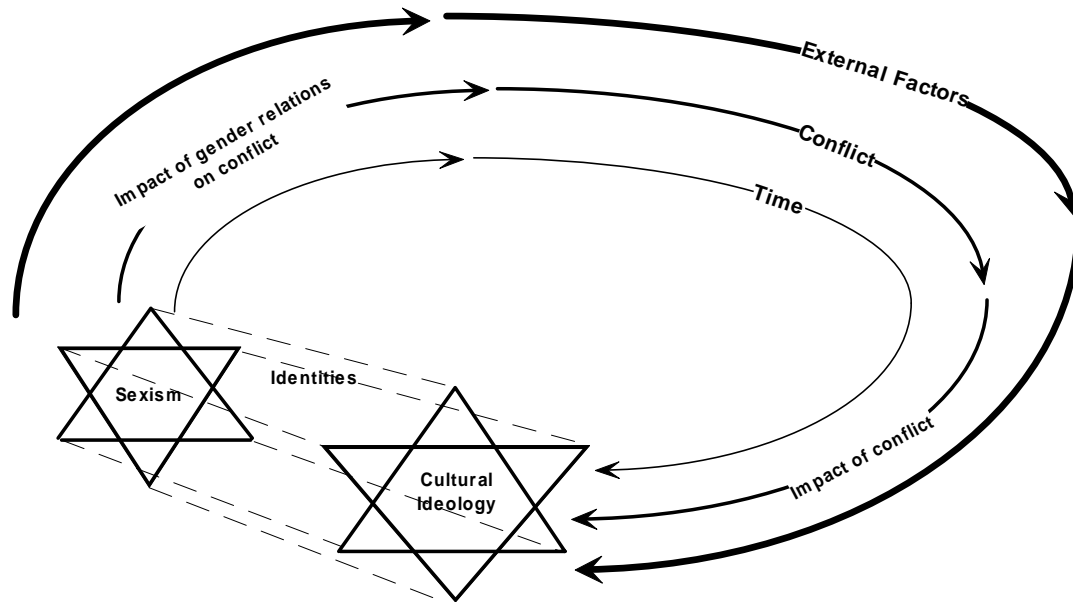 External Factors
Impact of gender relations
on conflict
Conflict
Time
Identities
Sexism
Cultural
Ideology
Impact of conflict